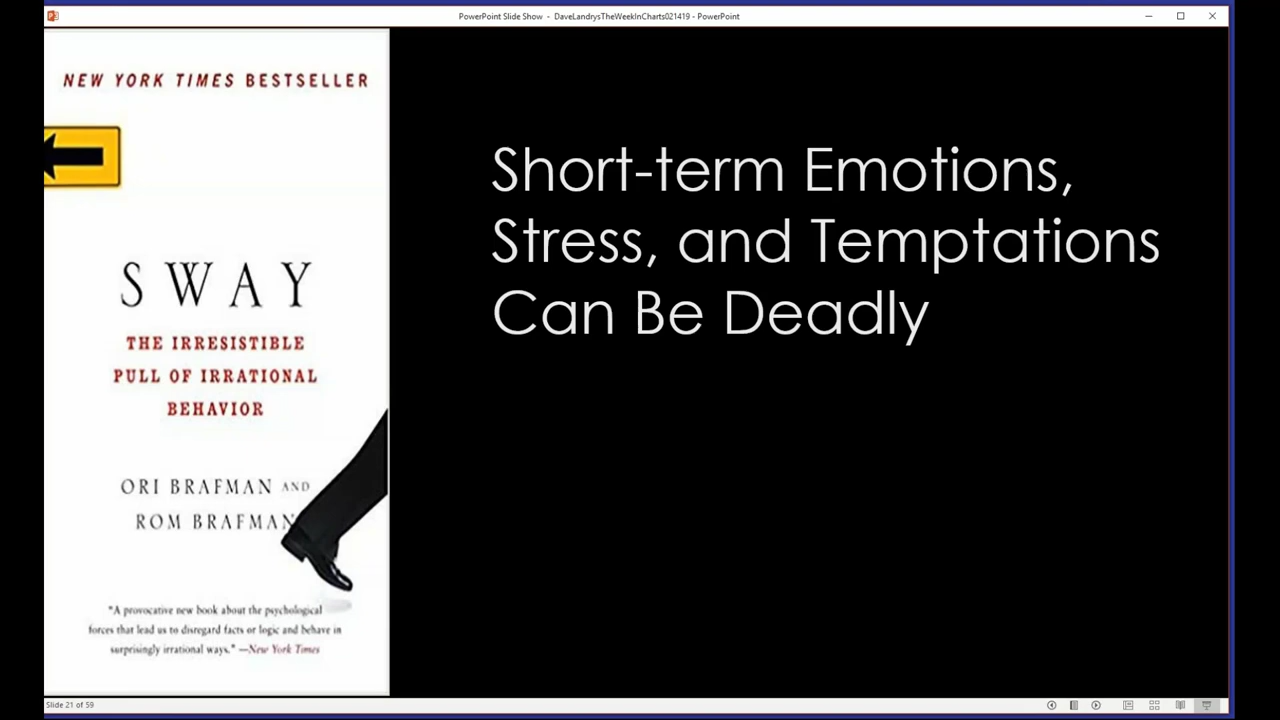 PowerPoint Slide Show - DaveLandrysTheWeekInCharts021419 - PowerPoint
NEW YORK TIMES BESTSELLER
SWAY
THE IRRESISTIBLE
PULL OF IRRATIONAL
BEHAVIOR
ORI BRAFMAN AND
ROM BRAFMAN
"A provocative new book about the psychological
forces that lead us to disregard facts or logic and behave in
surprisingly irrational ways." —New York Times
Short-term Emotions,
Stress, and Temptations
Can Be Deadly
Slide 21 of 59